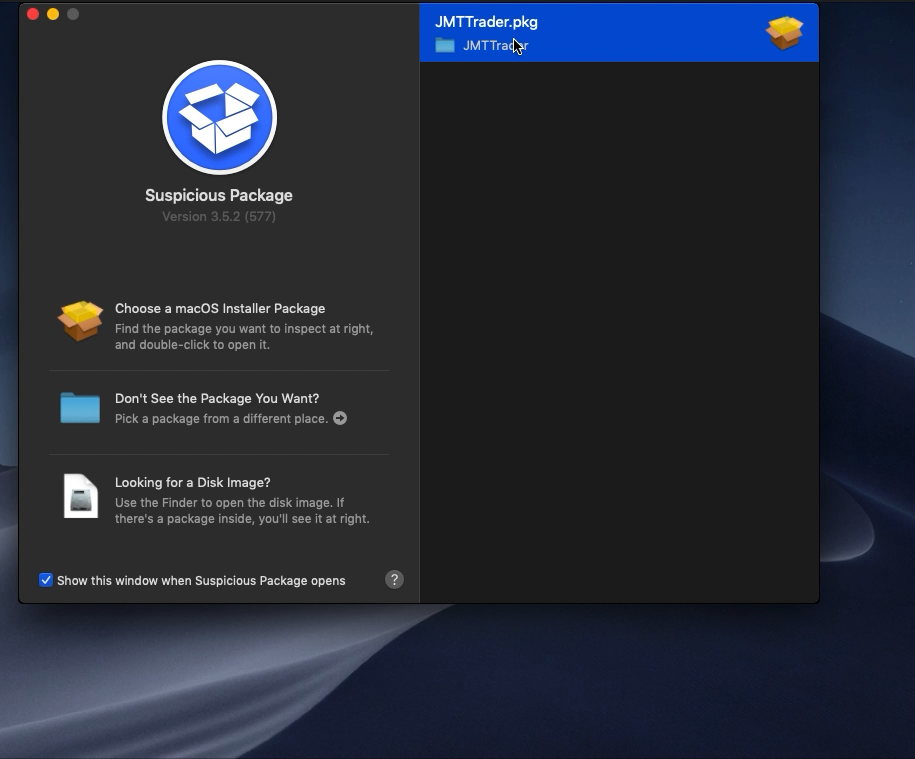 Suspicious Package
Version 3.5.2 (577)
Choose a macOS Installer Package
Find the package you want to inspect at right,
and double-click to open it.
Don't See the Package You Want?
Pick a package from a different place.
Looking for a Disk Image?
Use the Finder to open the disk image. If
there's a package inside, you'll see it at right.
Show this window when Suspicious Package opens
?
JMTTrader.pkg
JMTTrader